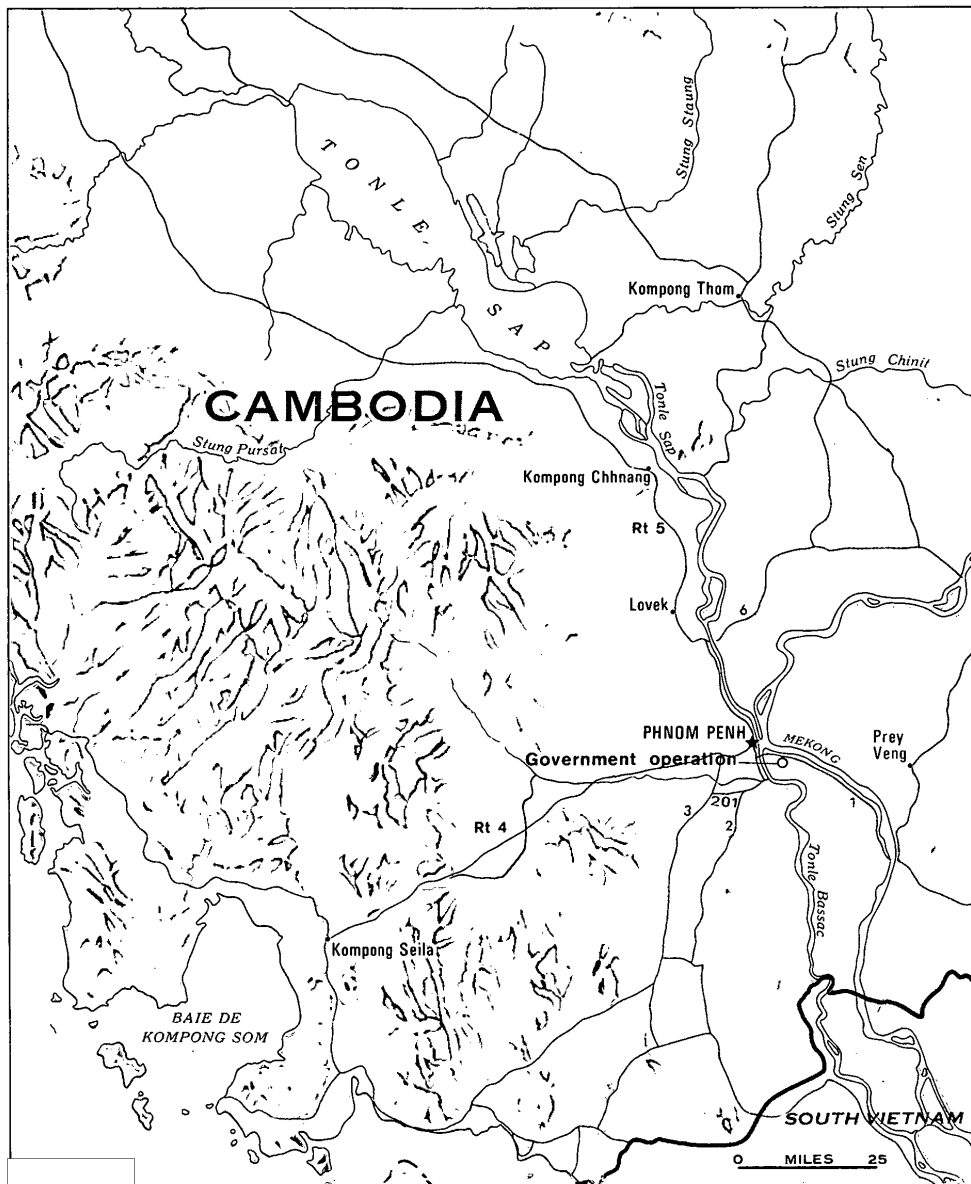 Stung Staung
Stung Sen
TONLE SAP
Kompong Thom
Stung Chinit
CAMBODIA
Tonle Sap
Stung Pursat
Kompong Chhnang
Rt 5
Lovek
6
PHNOM PENH
MEKONG
Prey
Veng
Government operation
201
3
2
1
Rt 4
Tonle Bassac
Kompong Seila
BAIE DE
KOMPONG SOM
SOUTH VIETNAM
0 MILES 25